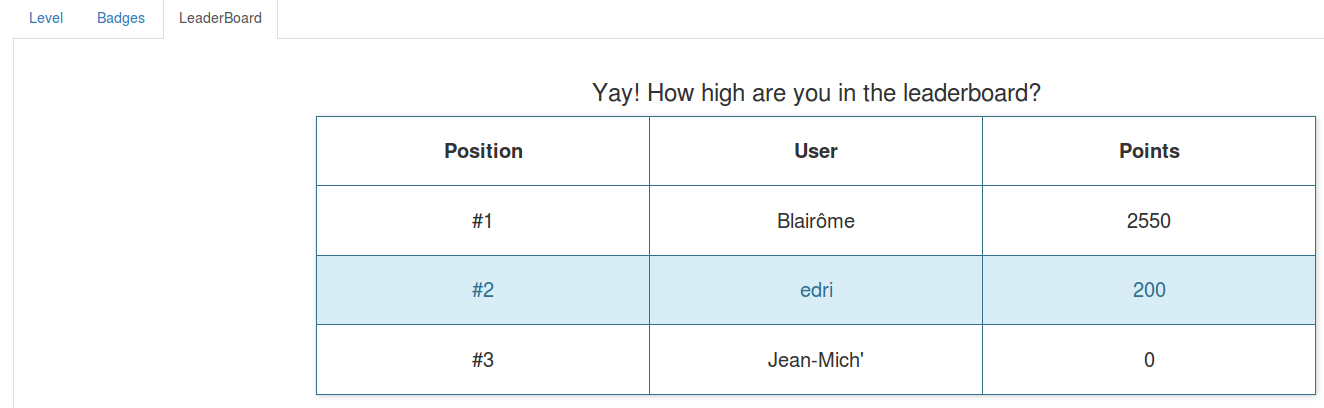 Level Badges LeaderBoard
Yay! How high are you in the leaderboard?
Position User Points
#1 Blairôme 2550
#2 edri 200
#3 Jean-Mich' 0